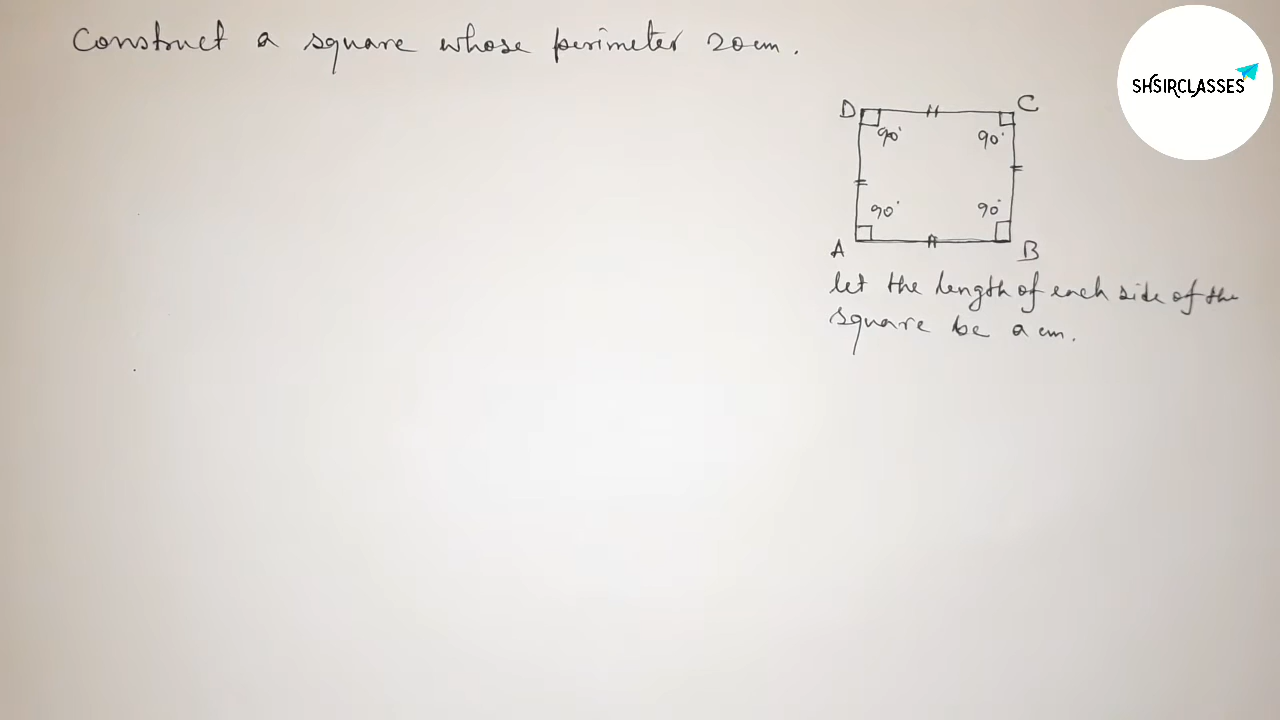 Construct a square whose perimeter 20cm.
SHSIRCLASSES
D
C
90°
90°
90°
90°
A
B
let the length of each side of the
square be a cm.